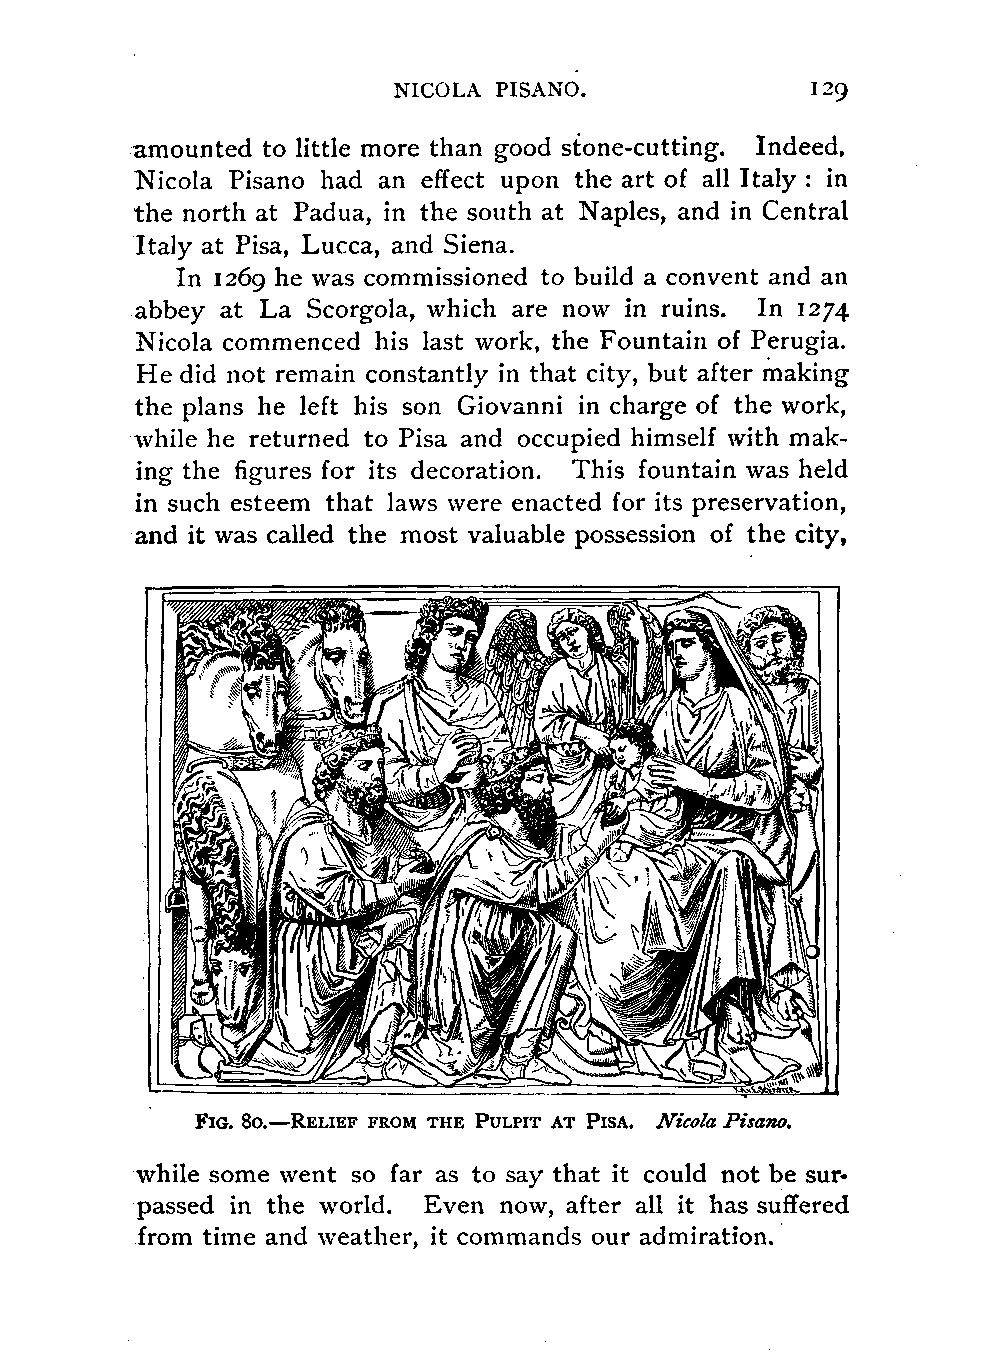 NICOLA PISANO. 129
amounted to little more than good stone-cutting. Indeed,
Nicola Pisano had an effect upon the art of all Italy : in
the north at Padua, in the south at Naples, and in Central
Italy at Pisa, Lucca, and Siena.
In 1269 he was commissioned to build a convent and an
abbey at La Scorgola, which are now in ruins. In 1274
Nicola commenced his last work, the Fountain of Perugia.
He did not remain constantly in that city, but after making
the plans he left his son Giovanni in charge of the work,
while he returned to Pisa and occupied himself with mak-
ing the figures for its decoration. This fountain was held
in such esteem that laws were enacted for its preservation,
and it was called the most valuable possession of the city,
FIG. 80.—RELIEF FROM THE PULPIT AT PISA. Nicola Pisano.
while some went so far as to say that it could not be sur-
passed in the world. Even now, after all it has suffered
from time and weather, it commands our admiration.